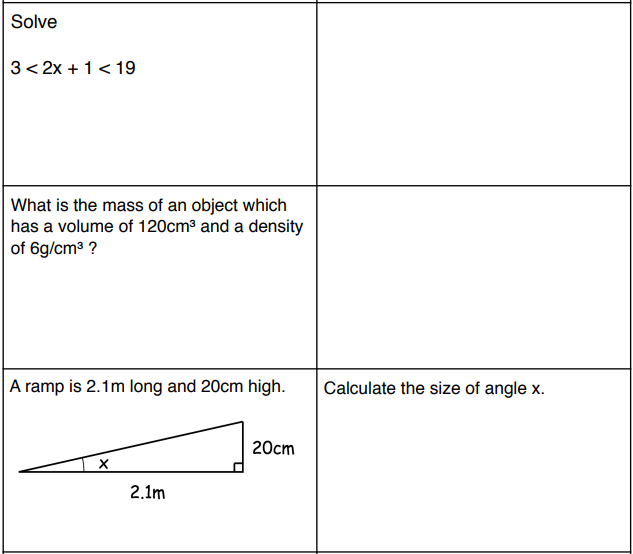 Solve
3 < 2x + 1 < 19
What is the mass of an object which
has a volume of 120cm³ and a density
of 6g/cm³ ?
A ramp is 2.1m long and 20cm high.
20cm
x
2.1m
Calculate the size of angle x.